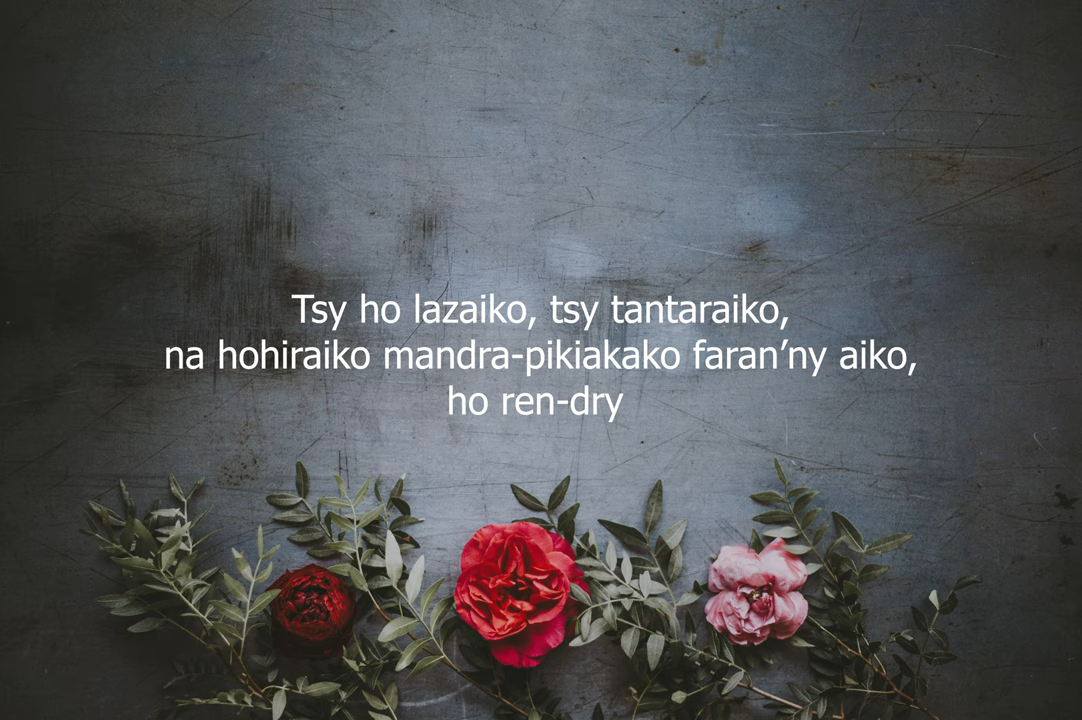 Tsy ho lazaiko, tsy tantaraiko,
na hohiraiko mandra-pikiakako faran’ny aiko,
ho ren-dry